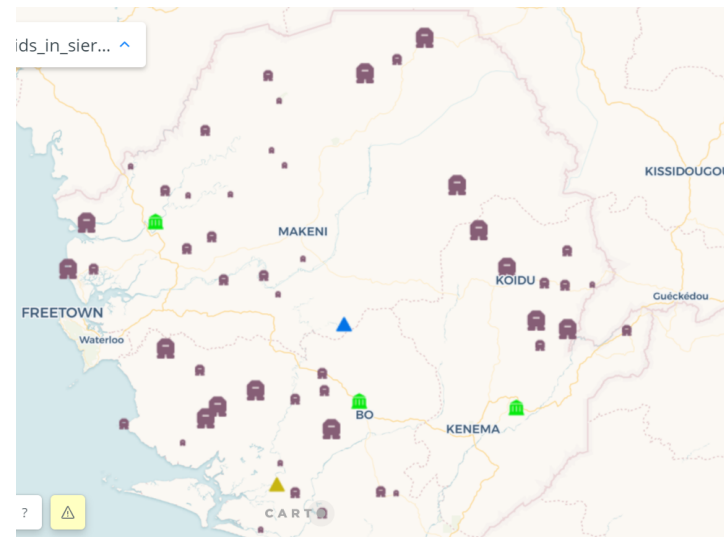 ids_in_sier...
KISSIDOUGOU
MAKENI
KOIDU
Guéckédou
FREETOWN
Waterloo
BO
KENEMA
?
CARTO